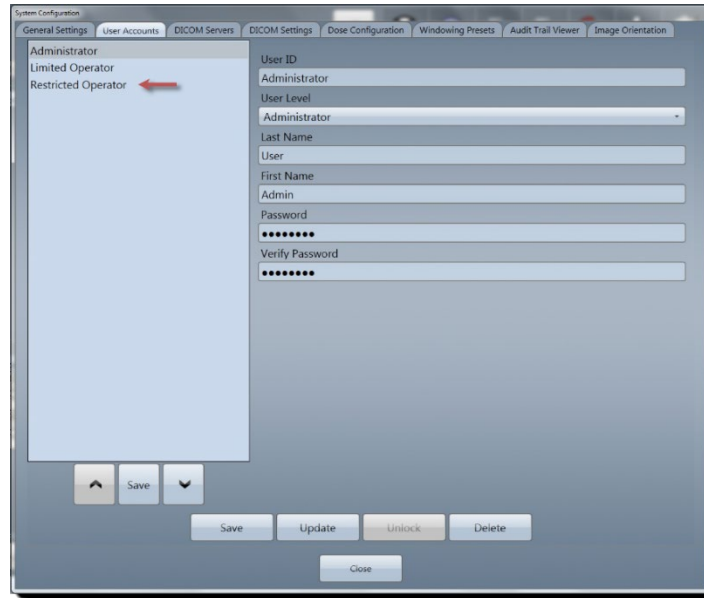 System Configuration
General Settings User Accounts DICOM Servers DICOM Settings Dose Configuration Windowing Presets Audit Trail Viewer Image Orientation
Administrator
Limited Operator
Restricted Operator
User ID
Administrator
User Level
Administrator
Last Name
User
First Name
Admin
Password
••••••••
Verify Password
••••••••
Save
Save Update Unlock Delete
Close